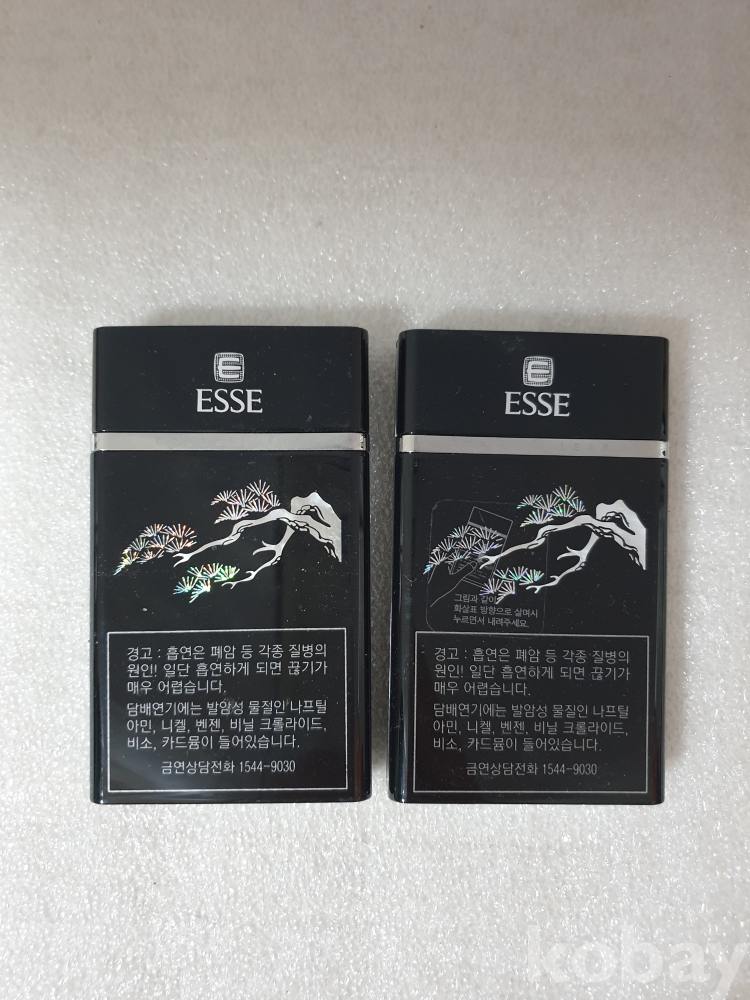 E
ESSE
경고 : 흡연은 폐암 등 각종 질병의
원인! 일단 흡연하게 되면 끊기가
매우 어렵습니다.
담배연기에는 발암성 물질인 나프틸
아민, 니켈, 벤젠, 비닐 크롤라이드,
비소, 카드뮴이 들어있습니다.
금연상담전화 1544-9030
E
ESSE
그림과 같이
화살표 방향으로 살며시
누르면서 내려주세요.
경고 : 흡연은 폐암 등 각종 질병의
원인! 일단 흡연하게 되면 끊기가
매우 어렵습니다.
담배연기에는 발암성 물질인 나프틸
아민, 니켈, 벤젠, 비닐 크롤라이드,
비소, 카드뮴이 들어있습니다.
금연상담전화 1544-9030
kobay